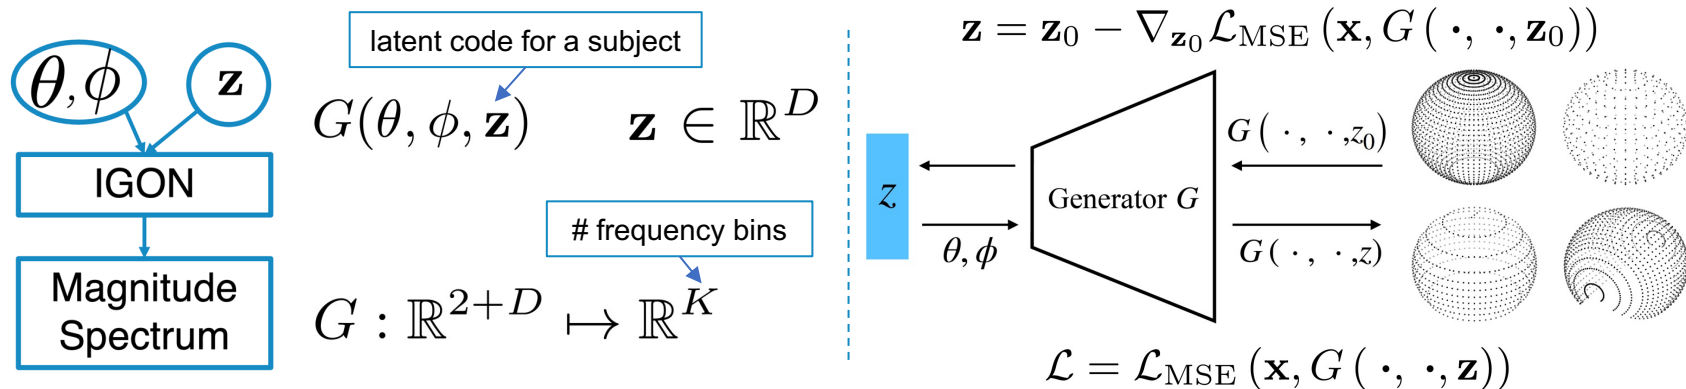 θ, ϕ
z
IGON
Magnitude
Spectrum
latent code for a subject
G(θ, ϕ, z)   z ∈ ℝ^D
# frequency bins
G : ℝ^{2+D} ↦ ℝ^K
z = z₀ − ∇_{z₀} ℒ_MSE (x, G ( ·, ·, z₀))
z
θ, ϕ
Generator G
G ( · , · ,z₀)
G ( · , · ,z)
ℒ = ℒ_MSE (x, G ( ·, ·, z))